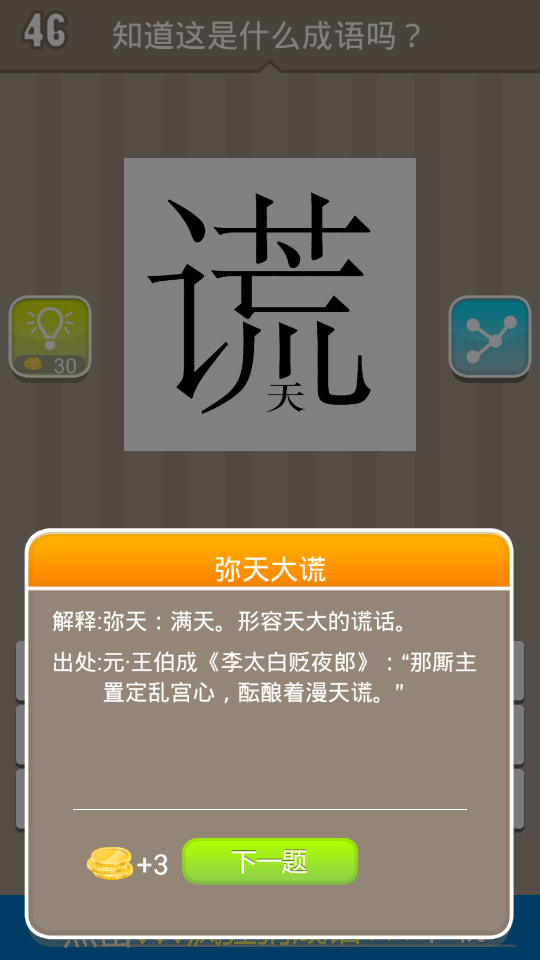 46
知道这是什么成语吗？
谎
天
30
弥天大谎
解释:弥天：满天。形容天大的谎话。
出处:元·王伯成《李太白贬夜郎》：“那厮主
置定乱宫心，酝酿着漫天谎。”
+3
下一题